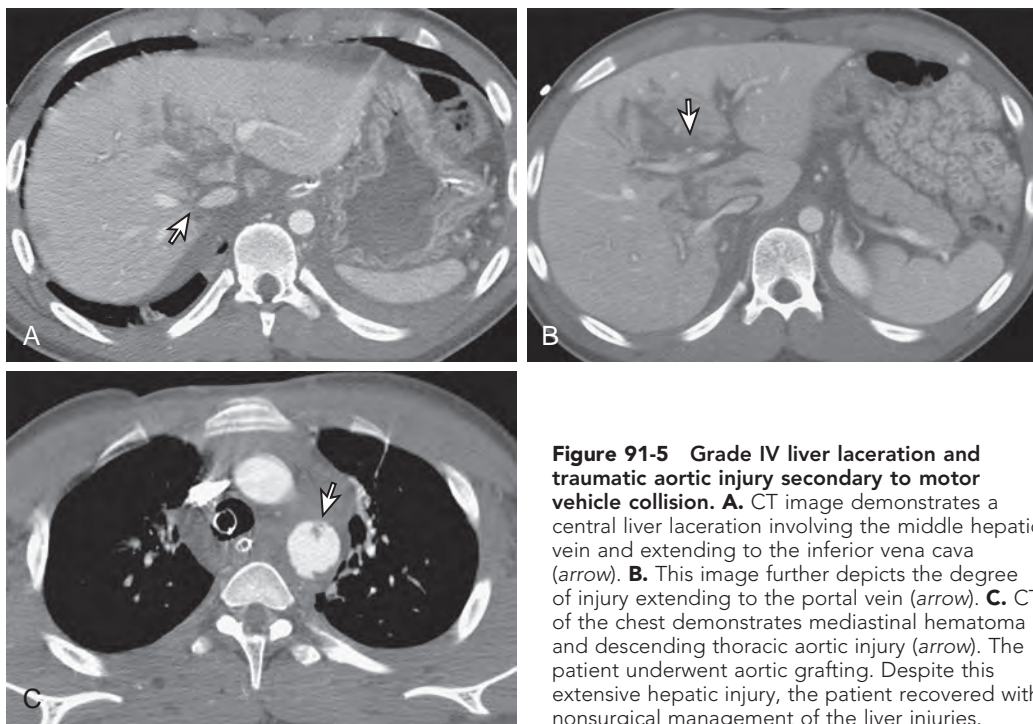 A
B
C
Figure 91-5 Grade IV liver laceration and
traumatic aortic injury secondary to motor
vehicle collision. A. CT image demonstrates a
central liver laceration involving the middle hepatic
vein and extending to the inferior vena cava
(arrow). B. This image further depicts the degree
of injury extending to the portal vein (arrow). C. CT
of the chest demonstrates mediastinal hematoma
and descending thoracic aortic injury (arrow). The
patient underwent aortic grafting. Despite this
extensive hepatic injury, the patient recovered with
nonsurgical management of the liver injuries.